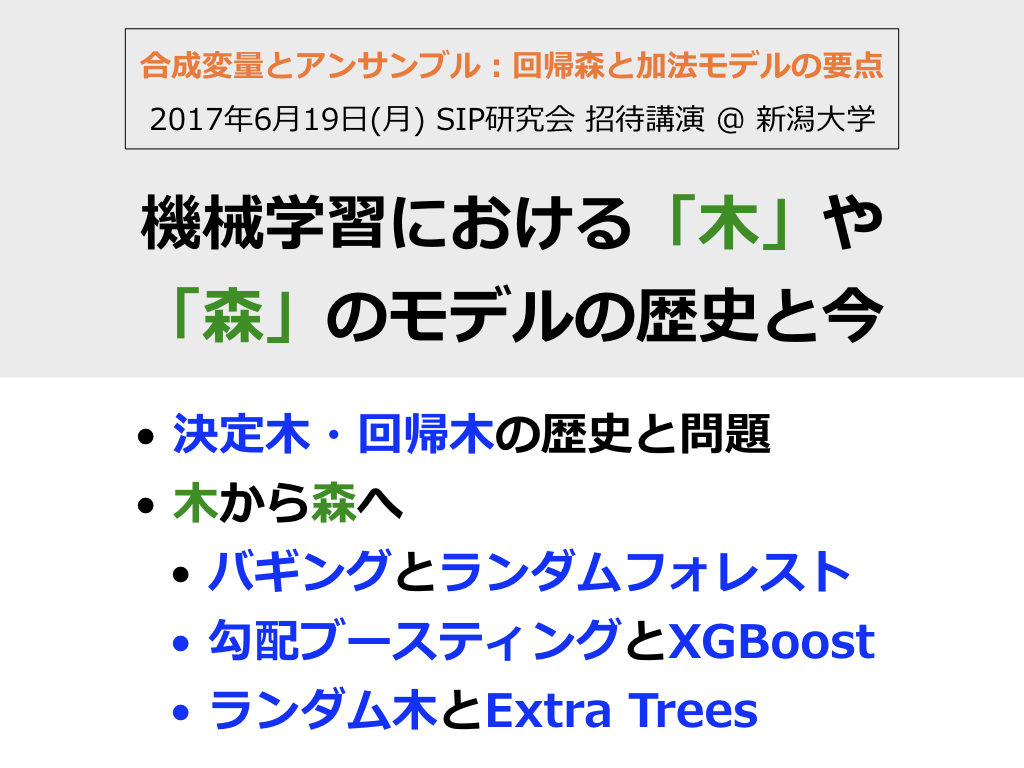 合成変量とアンサンブル：回帰森と加法モデルの要点
2017年6月19日(月) SIP研究会 招待講演 @ 新潟大学
機械学習における「木」や
「森」のモデルの歴史と今
• 決定木・回帰木の歴史と問題
• 木から森へ
• バギングとランダムフォレスト
• 勾配ブースティングとXGBoost
• ランダム木とExtra Trees